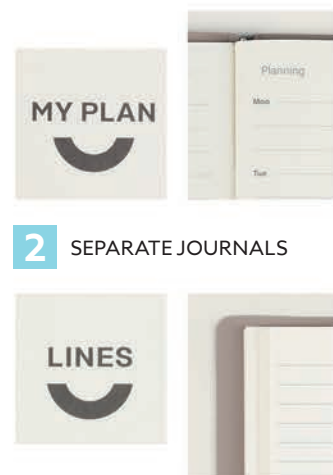 MY PLAN
Planning
Mon
Tue
2 SEPARATE JOURNALS
LINES